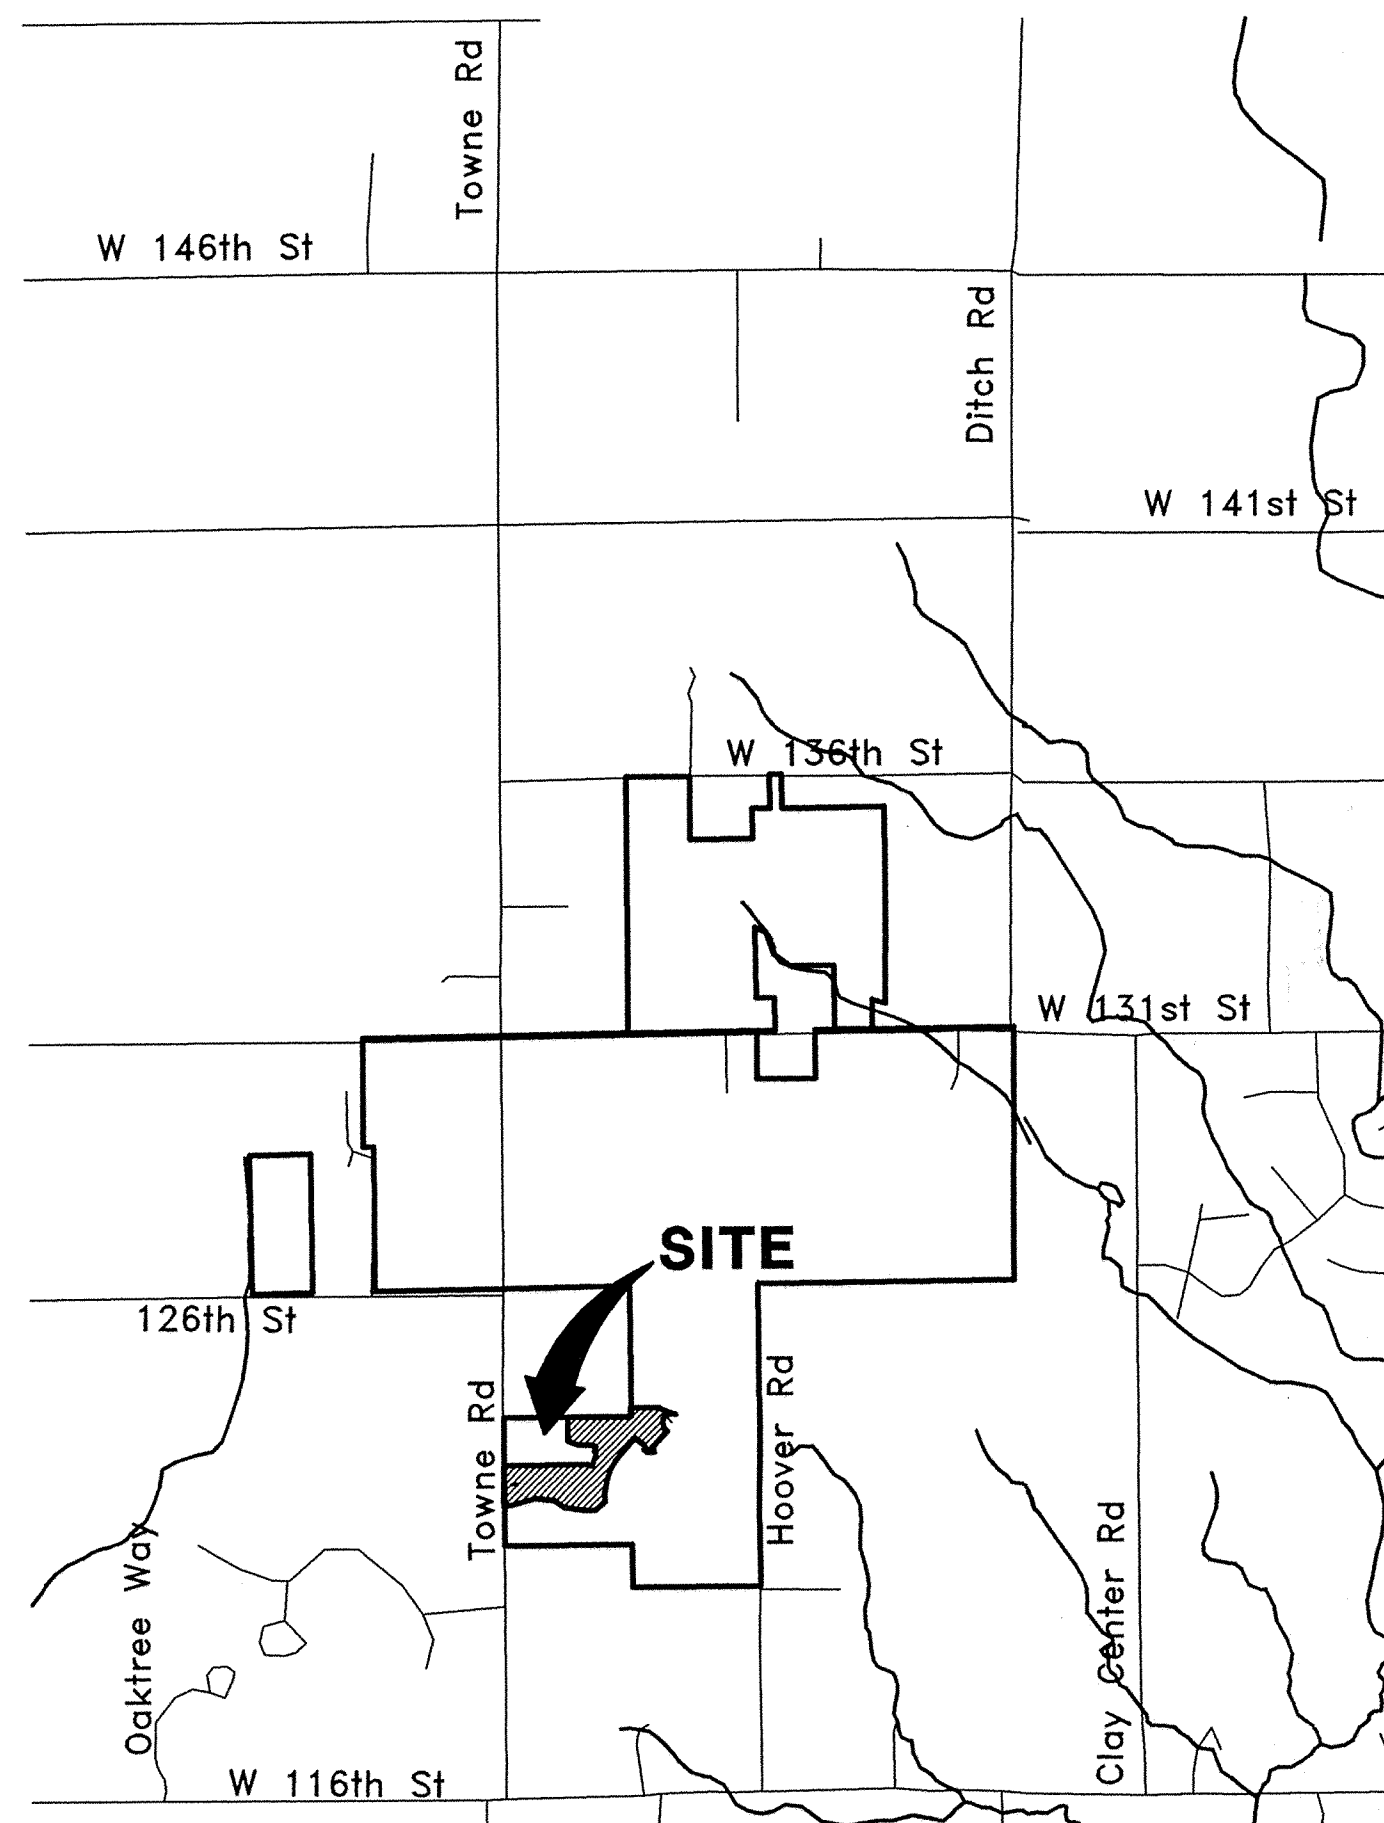 Towne Rd
W 146th St
Ditch Rd
W 141st St
W 136th St
W 131st St
SITE
126th St
Towne Rd
Hoover Rd
Oaktree Way
Clay Center Rd
W 116th St